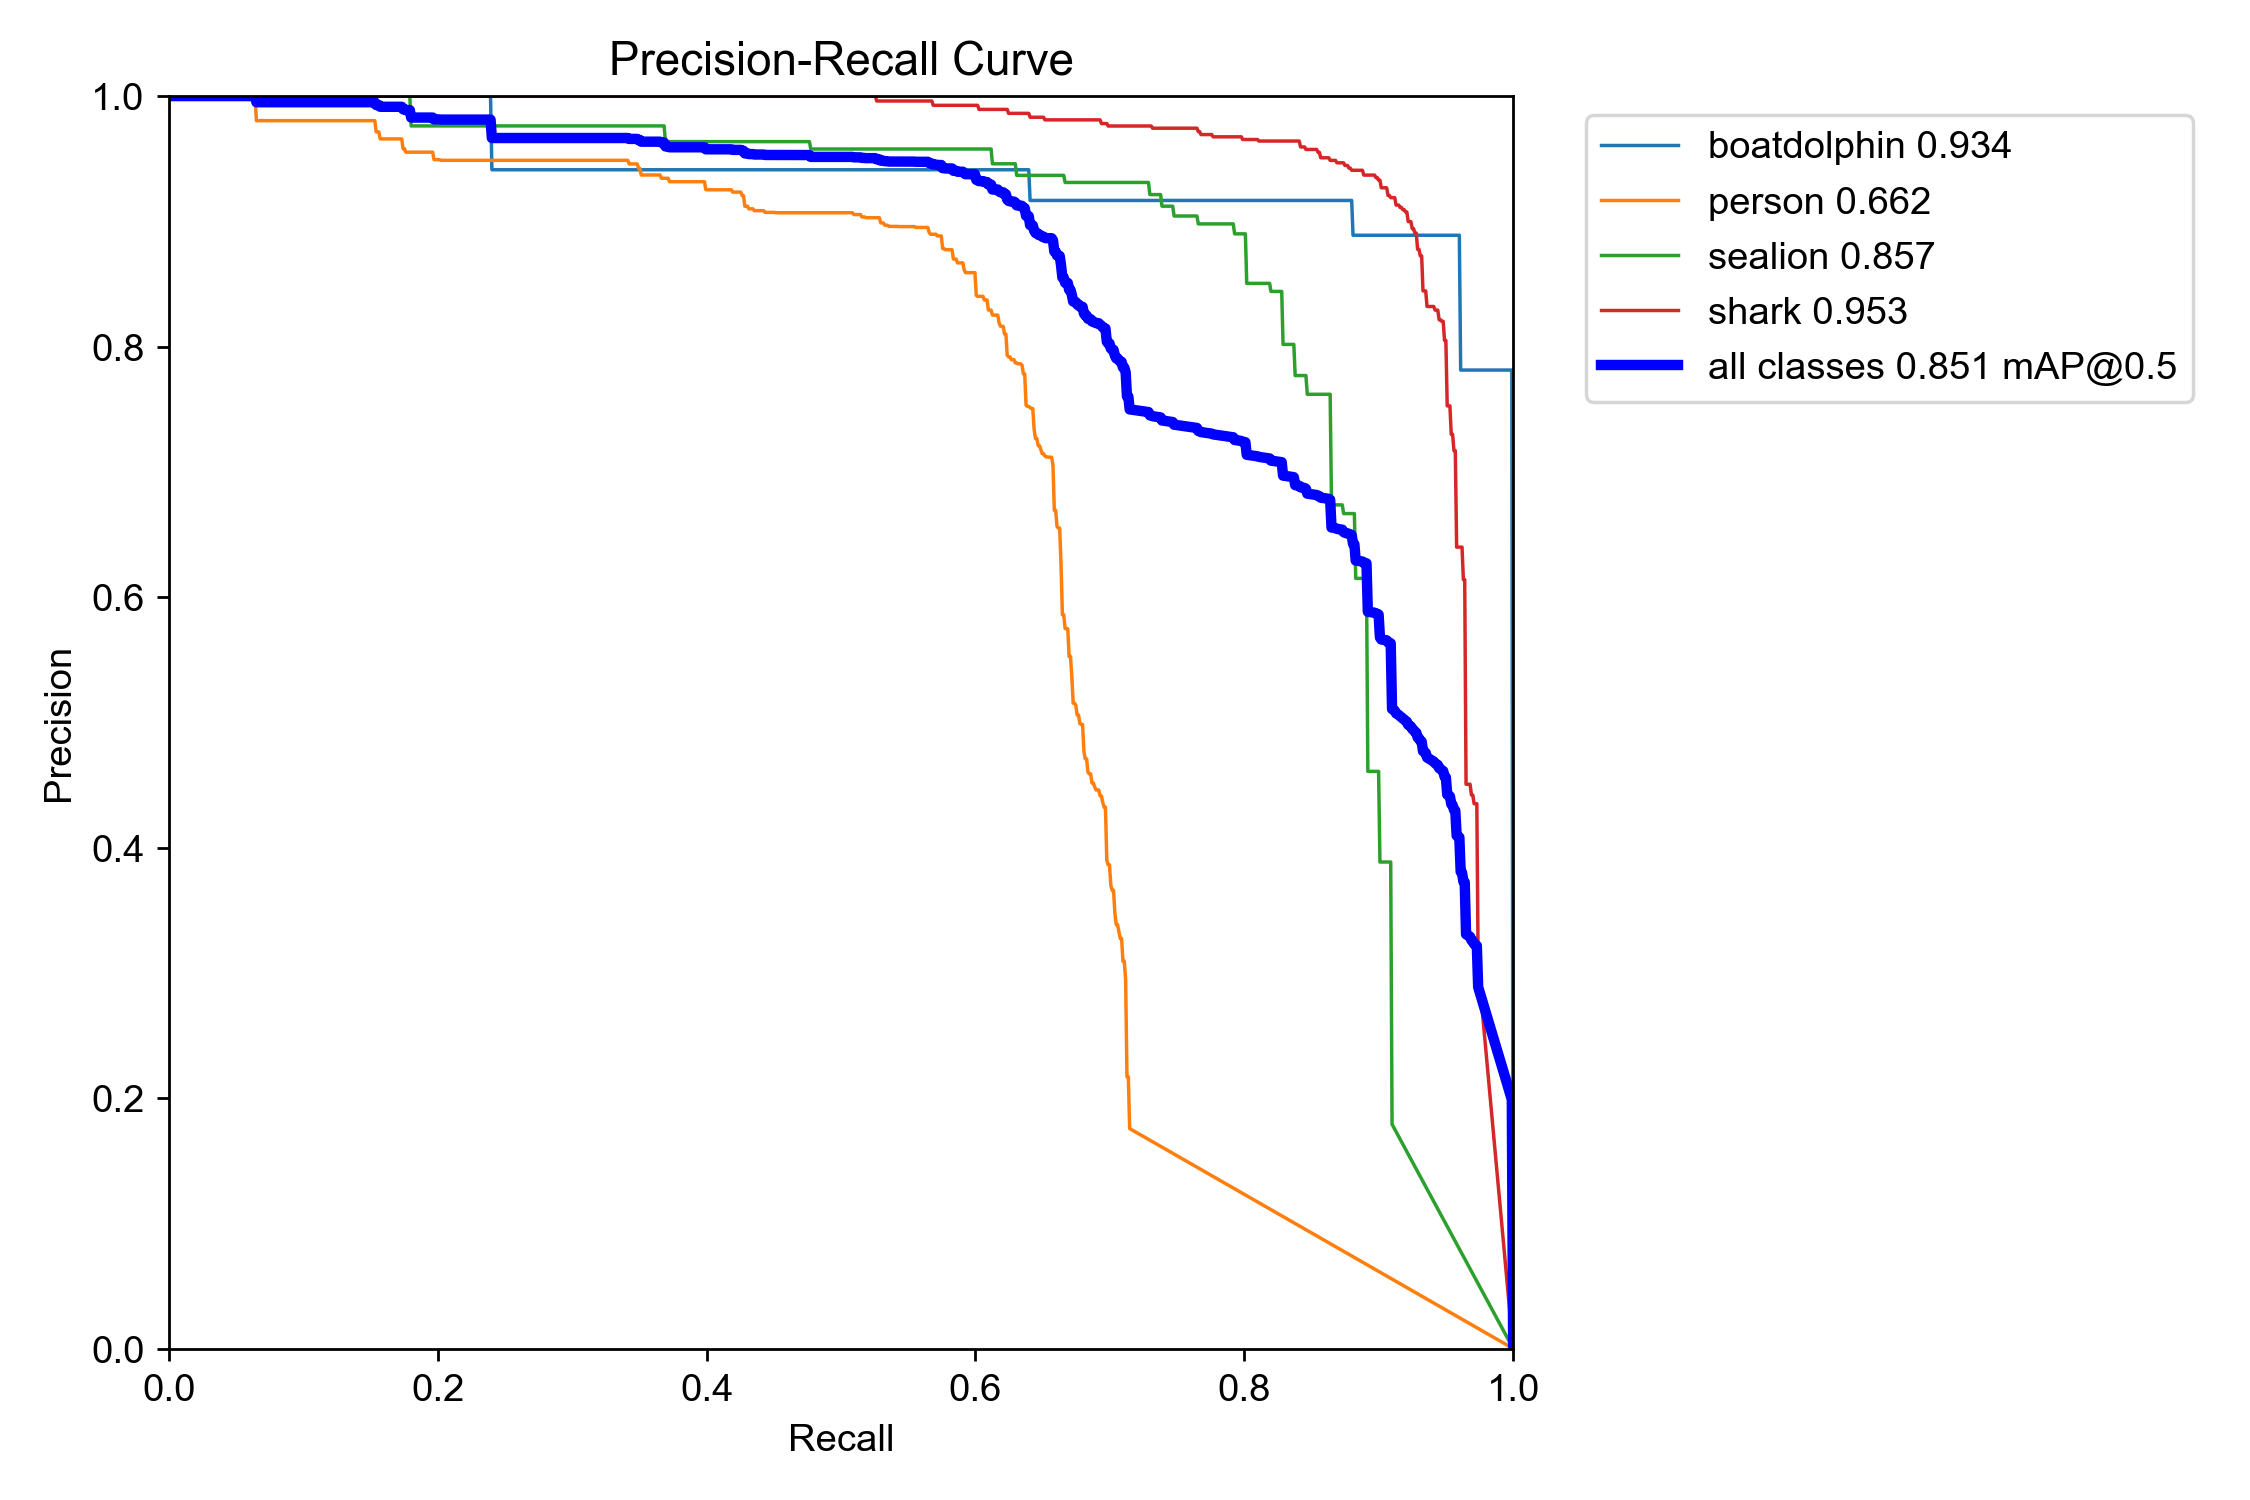 Precision-Recall Curve
1.0
0.8
0.6
0.4
0.2
0.0
Precision
0.0 0.2 0.4 0.6 0.8 1.0
Recall
boatdolphin 0.934
person 0.662
sealion 0.857
shark 0.953
all classes 0.851 mAP@0.5